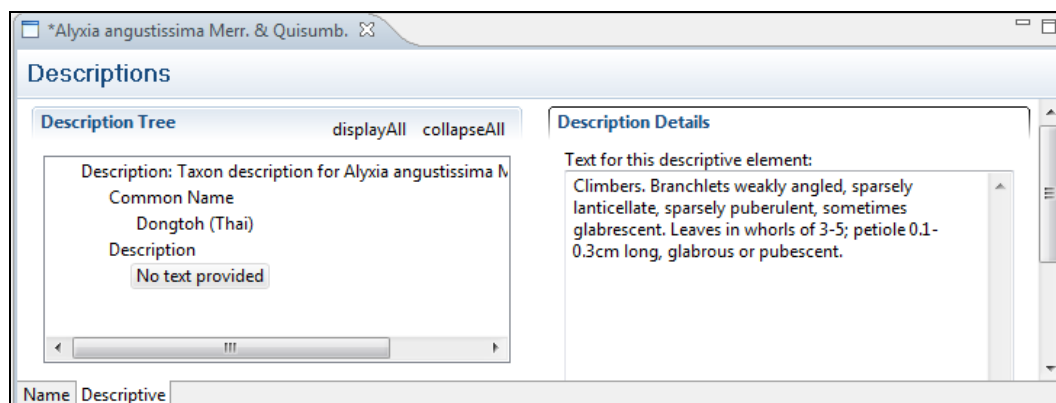 *Alyxia angustissima Merr. & Quisumb.
Descriptions
Description Tree
displayAll collapseAll
Description: Taxon description for Alyxia angustissima M
Common Name
Dongtoh (Thai)
Description
No text provided
Description Details
Text for this descriptive element:
Climbers. Branchlets weakly angled, sparsely
lanticellate, sparsely puberulent, sometimes
glabrescent. Leaves in whorls of 3-5; petiole 0.1-
0.3cm long, glabrous or pubescent.
Name Descriptive